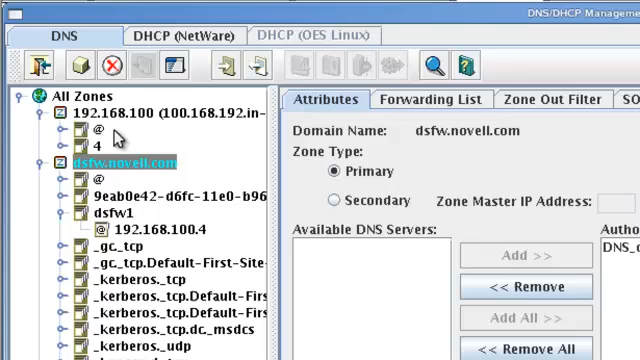 DNS/DHCP Manageme
DNS
DHCP (NetWare)
DHCP (OES Linux)
All Zones
192.168.100 (100.168.192.in-
@
4
dsfw.novell.com
@
9eab0e42-d6fc-11e0-b96
dsfw1
192.168.100.4
_gc._tcp
_gc._tcp.Default-First-Site-
_kerberos._tcp
_kerberos._tcp.Default-Firs
_kerberos._tcp.Default-Firs
_kerberos._tcp.dc._msdcs
_kerberos._udp
Attributes
Forwarding List
Zone Out Filter
SO
Domain Name: dsfw.novell.com
Zone Type:
Primary
Secondary
Zone Master IP Address:
Available DNS Servers:
Author
Add >>
DNS_d
<< Remove
Add All >>
<< Remove All